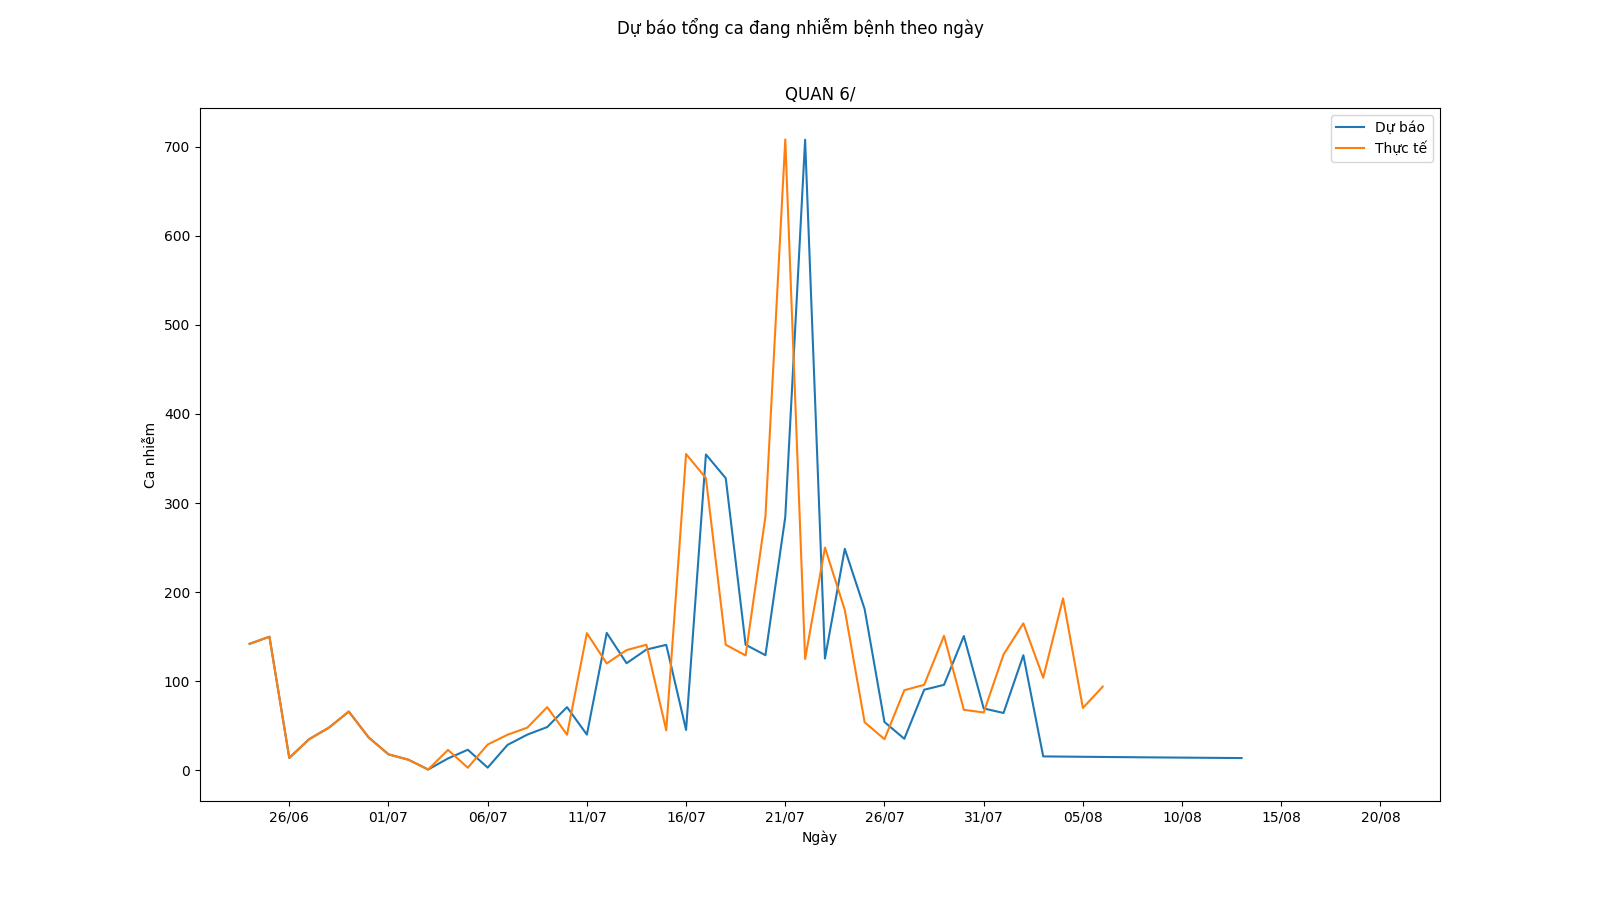 Dự báo tổng ca đang nhiễm bệnh theo ngày
QUAN 6/
Dự báo
Thực tế
700
600
500
400
300
200
100
0
Ca nhiễm
26/06 01/07 06/07 11/07 16/07 21/07 26/07 31/07 05/08 10/08 15/08 20/08
Ngày